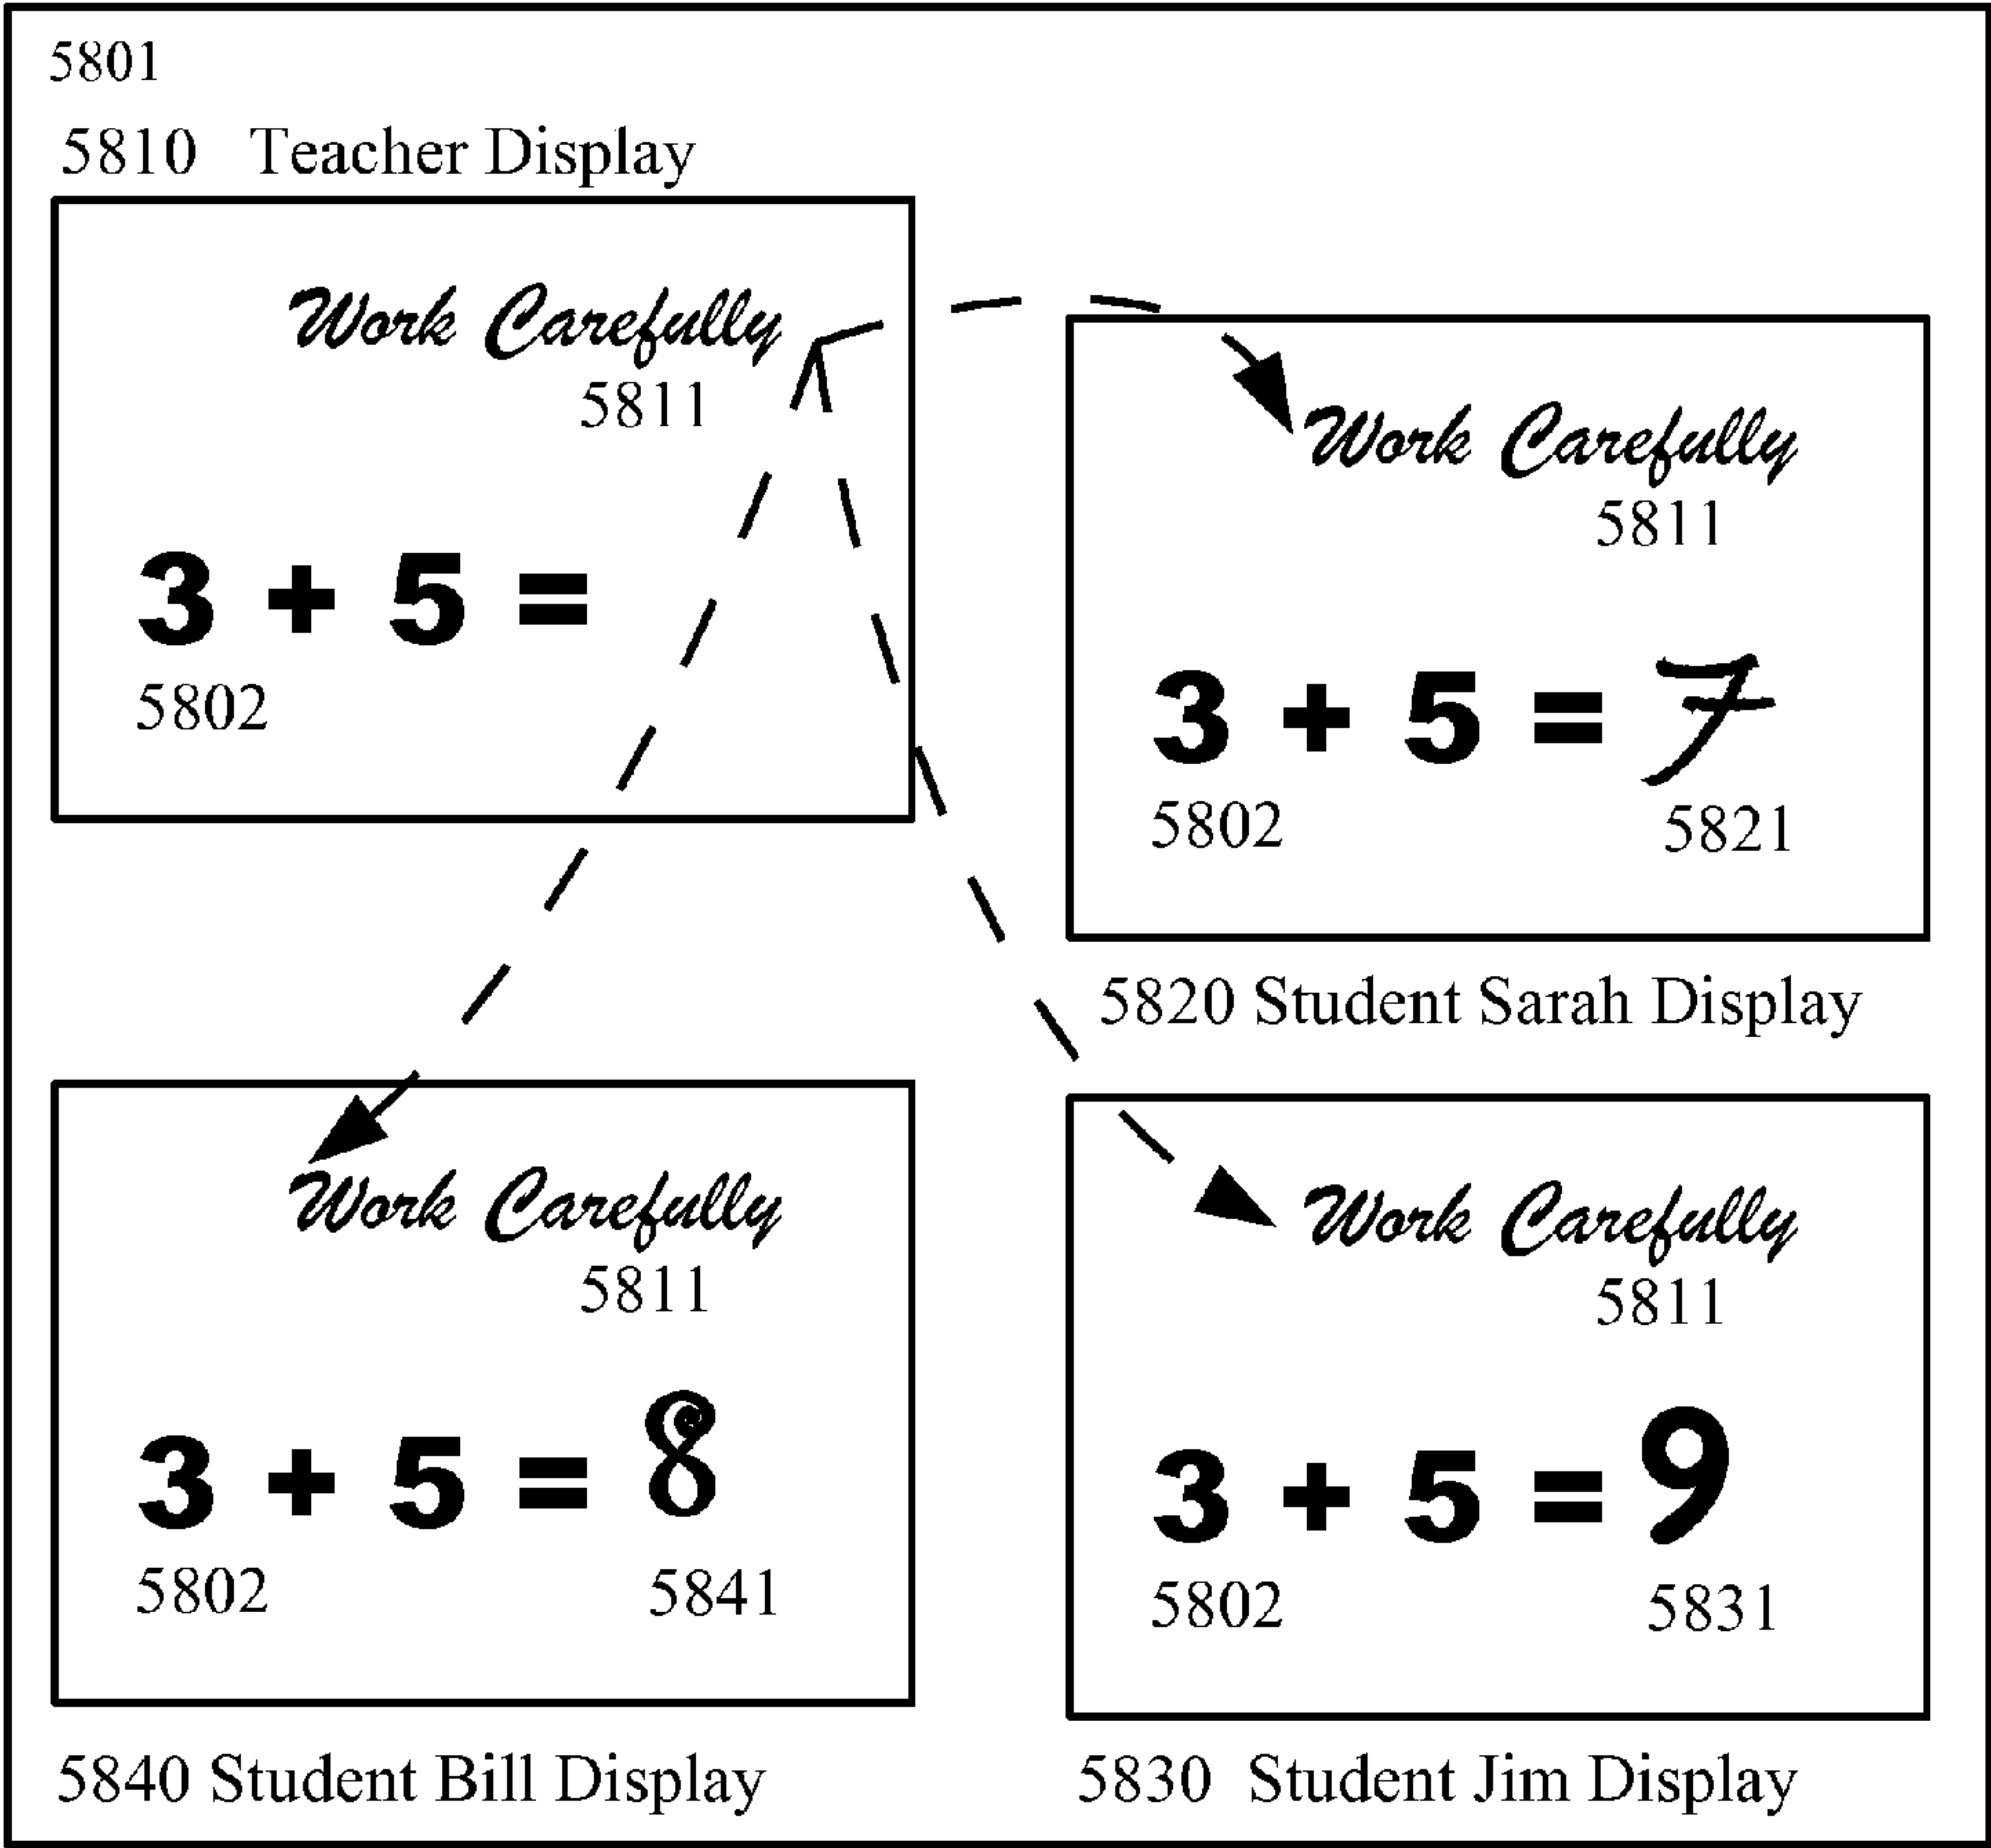 5801
5810 Teacher Display
Work Carefully
5811
3 + 5 =
5802
Work Carefully
5811
3 + 5 = 7
5802 5821
5820 Student Sarah Display
Work Carefully
5811
3 + 5 = 8
5802 5841
5840 Student Bill Display
Work Carefully
5811
3 + 5 = 9
5802 5831
5830 Student Jim Display